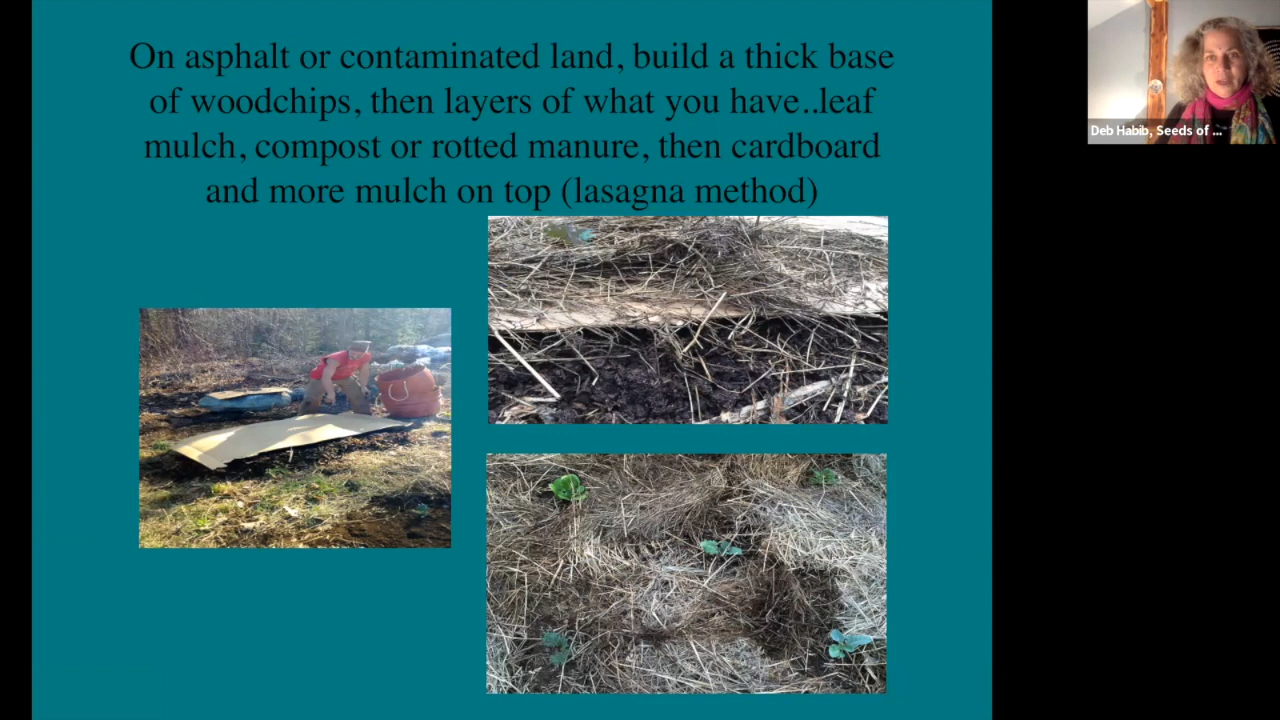 On asphalt or contaminated land, build a thick base
of woodchips, then layers of what you have..leaf
mulch, compost or rotted manure, then cardboard
and more mulch on top (lasagna method)
Deb Habib, Seeds of ...